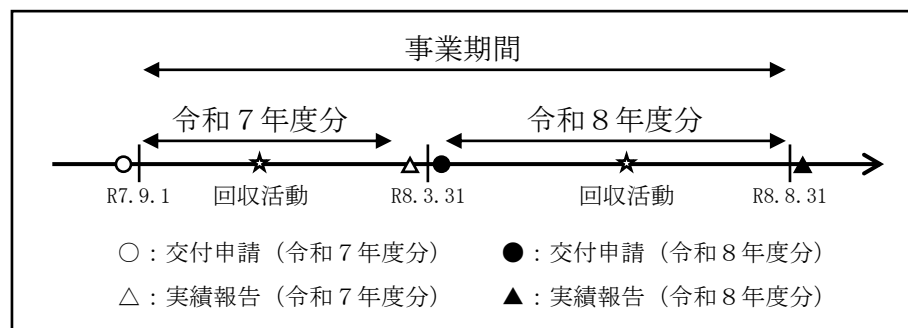 事業期間
令和７年度分 令和８年度分
R7.9.1 回収活動 R8.3.31 回収活動 R8.8.31
○：交付申請（令和７年度分） ●：交付申請（令和８年度分）
△：実績報告（令和７年度分） ▲：実績報告（令和８年度分）